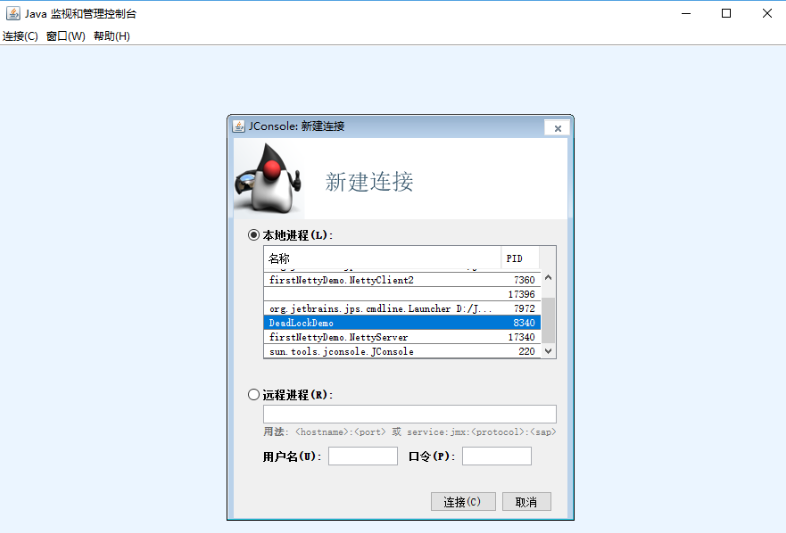 Java 监视和管理控制台
连接(C) 窗口(W) 帮助(H)
JConsole: 新建连接
新建连接
本地进程(L):
名称 PID
firstNettyDemo.NettyClient2 7360
17396
org.jetbrains.jps.cmdline.Launcher D:/J... 7972
DeadLockDemo 8340
firstNettyDemo.NettyServer 17340
sun.tools.jconsole.JConsole 220
远程进程(R):
用法: <hostname>:<port> 或 service:jmx:<protocol>:<sap>
用户名(U): 口令(P):
连接(C) 取消